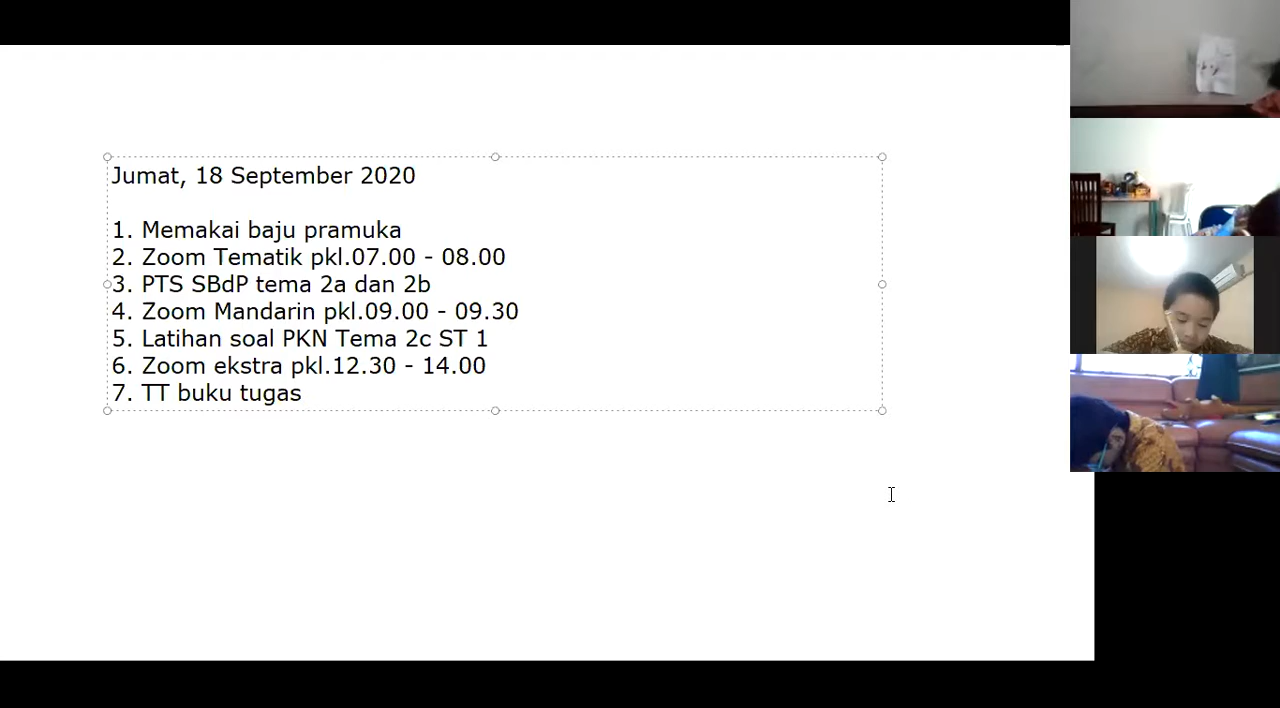 Jumat, 18 September 2020
1. Memakai baju pramuka
2. Zoom Tematik pkl.07.00 - 08.00
3. PTS SBdP tema 2a dan 2b
4. Zoom Mandarin pkl.09.00 - 09.30
5. Latihan soal PKN Tema 2c ST 1
6. Zoom ekstra pkl.12.30 - 14.00
7. TT buku tugas